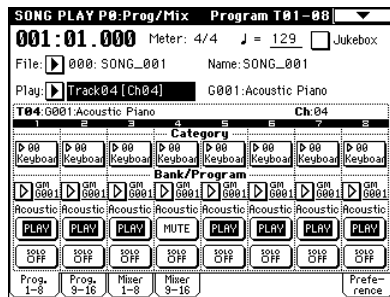 SONG PLAY P0:Prog/Mix Program T01-08
001:01.000 Meter: 4/4 ♩ = 129 Jukebox
File: 000: SONG_001 Name:SONG_001
Play: Track04[Ch04] G001:Acoustic Piano
T04:G001:Acoustic Piano Ch:04
1 2 3 4 5 6 7 8
Category
00 00 00 00 00 00 00 00
Keyboar Keyboar Keyboar Keyboar Keyboar Keyboar Keyboar Keyboar
Bank/Program
GM GM GM GM GM GM GM GM
G001 G001 G001 G001 G001 G001 G001 G001
Acoustic Acoustic Acoustic Acoustic Acoustic Acoustic Acoustic Acoustic
PLAY PLAY PLAY MUTE PLAY PLAY PLAY PLAY
SOLO SOLO SOLO SOLO SOLO SOLO SOLO SOLO
OFF OFF OFF OFF OFF OFF OFF OFF
Prog. Prog. Mixer Mixer Prefe-
1-8 9-16 1-8 9-16 rence